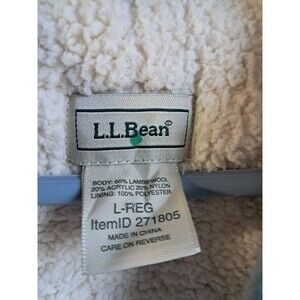 L.L.Bean®
BODY: 60% LAMBSWOOL
20% ACRYLIC 20% NYLON
LINING: 100% POLYESTER
L-REG
ItemID 271805
MADE IN CHINA
CARE ON REVERSE